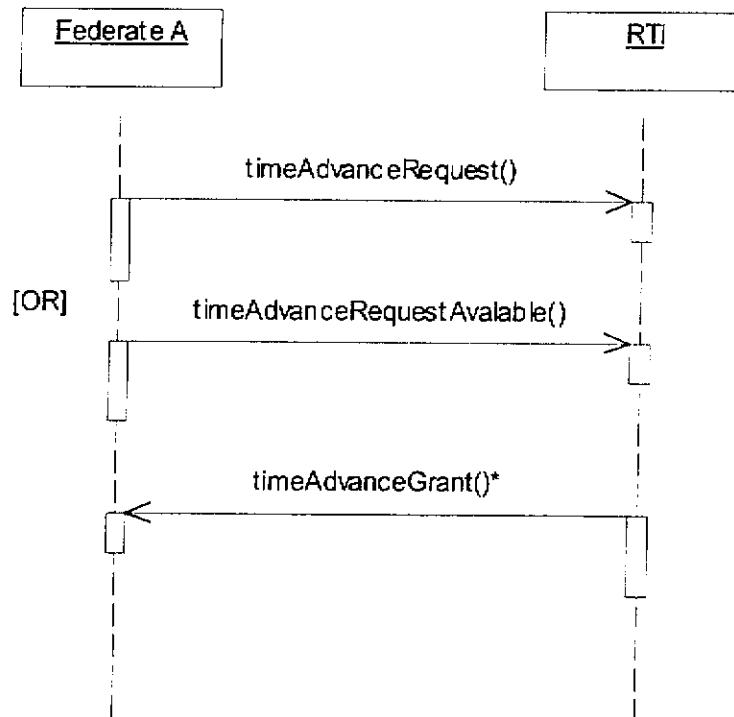 Federate A
RTI
timeAdvanceRequest()
[OR]
timeAdvanceRequestAvalable()
timeAdvanceGrant()*